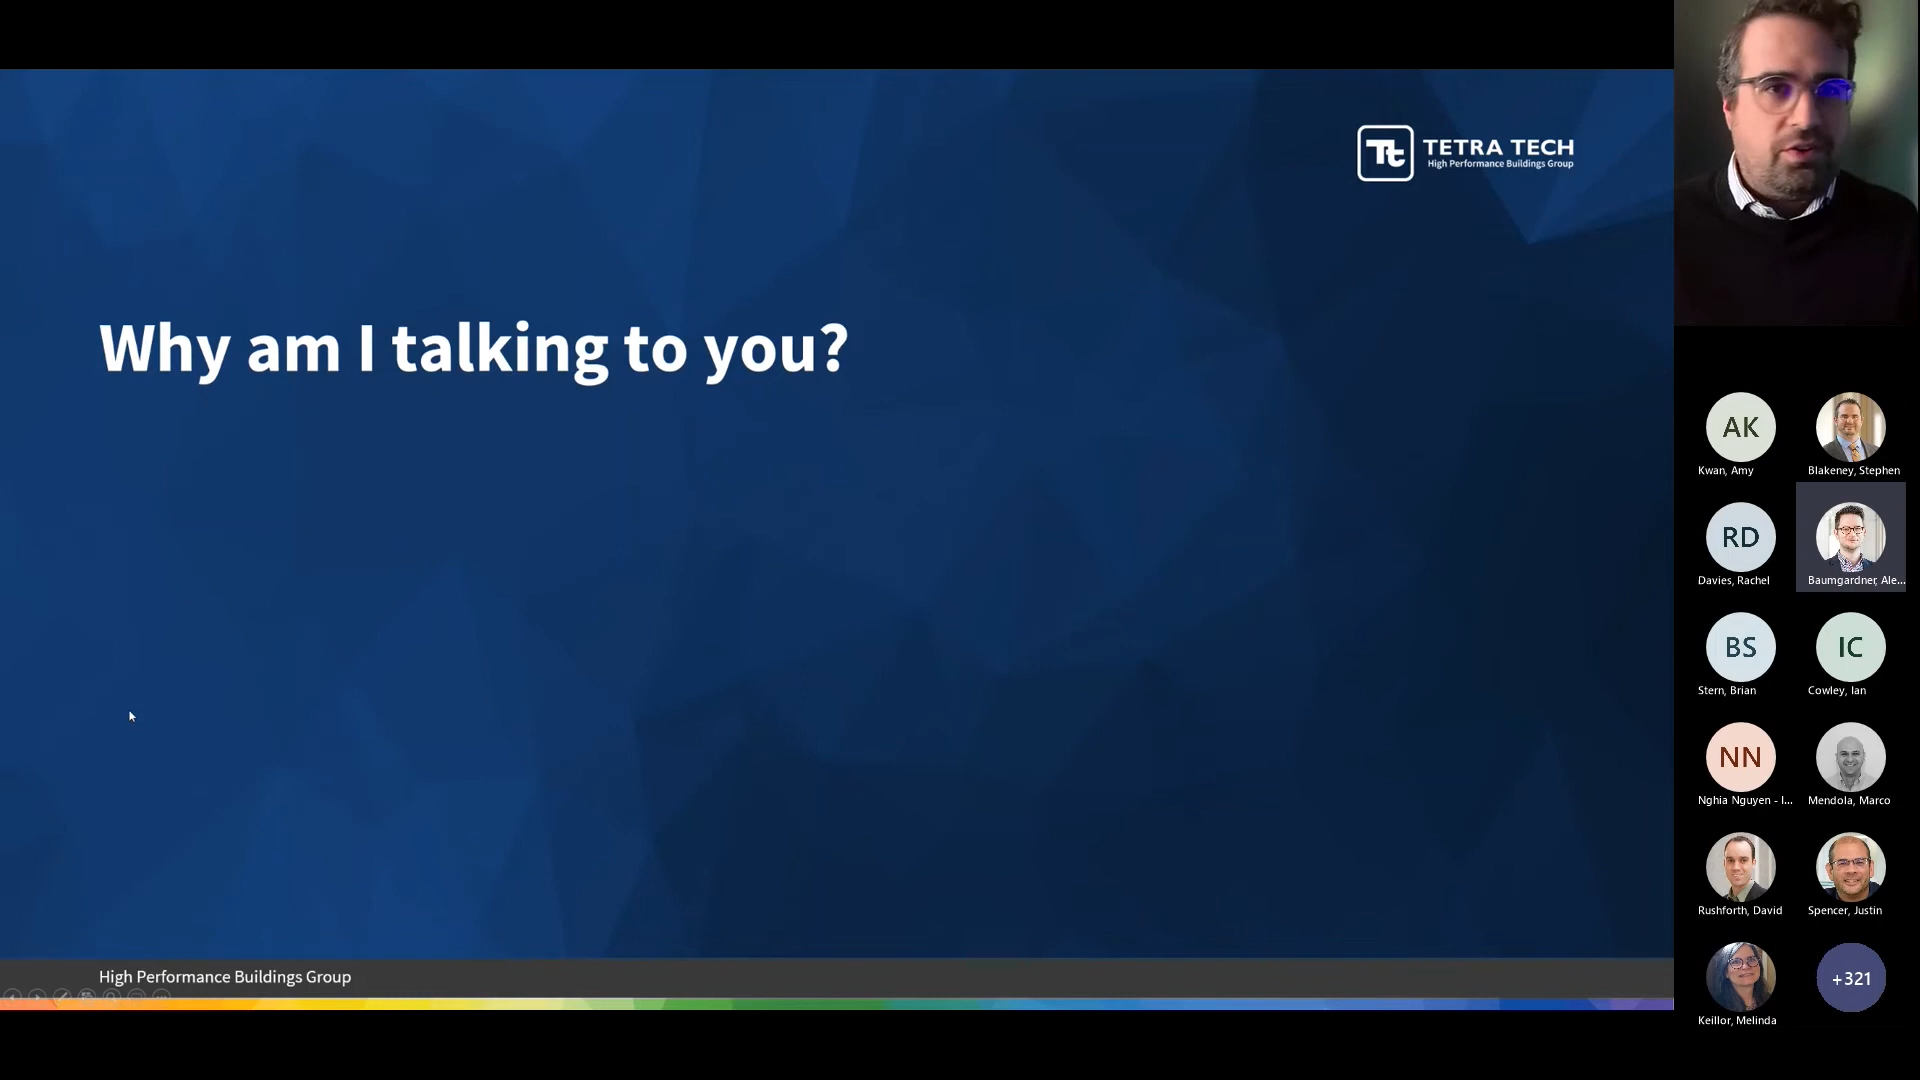 Tt TETRA TECH
High Performance Buildings Group
Why am I talking to you?
High Performance Buildings Group
AK
Kwan, Amy
Blakeney, Stephen
RD
Davies, Rachel
Baumgardner, Ale...
BS
Stern, Brian
IC
Cowley, Ian
NN
Nghia Nguyen - I...
Mendola, Marco
Rushforth, David
Spencer, Justin
Keillor, Melinda
+321